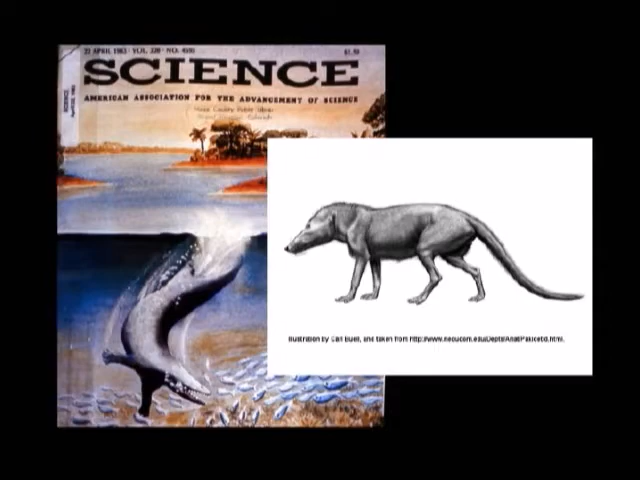 22 APRIL 1983 · VOL. 220 · NO. 4595
$2.50
SCIENCE
AMERICAN ASSOCIATION FOR THE ADVANCEMENT OF SCIENCE
Illustration by Carl Buell, and taken from http://www.neoucom.edu/Depts/Anat/Pakicetid.html.